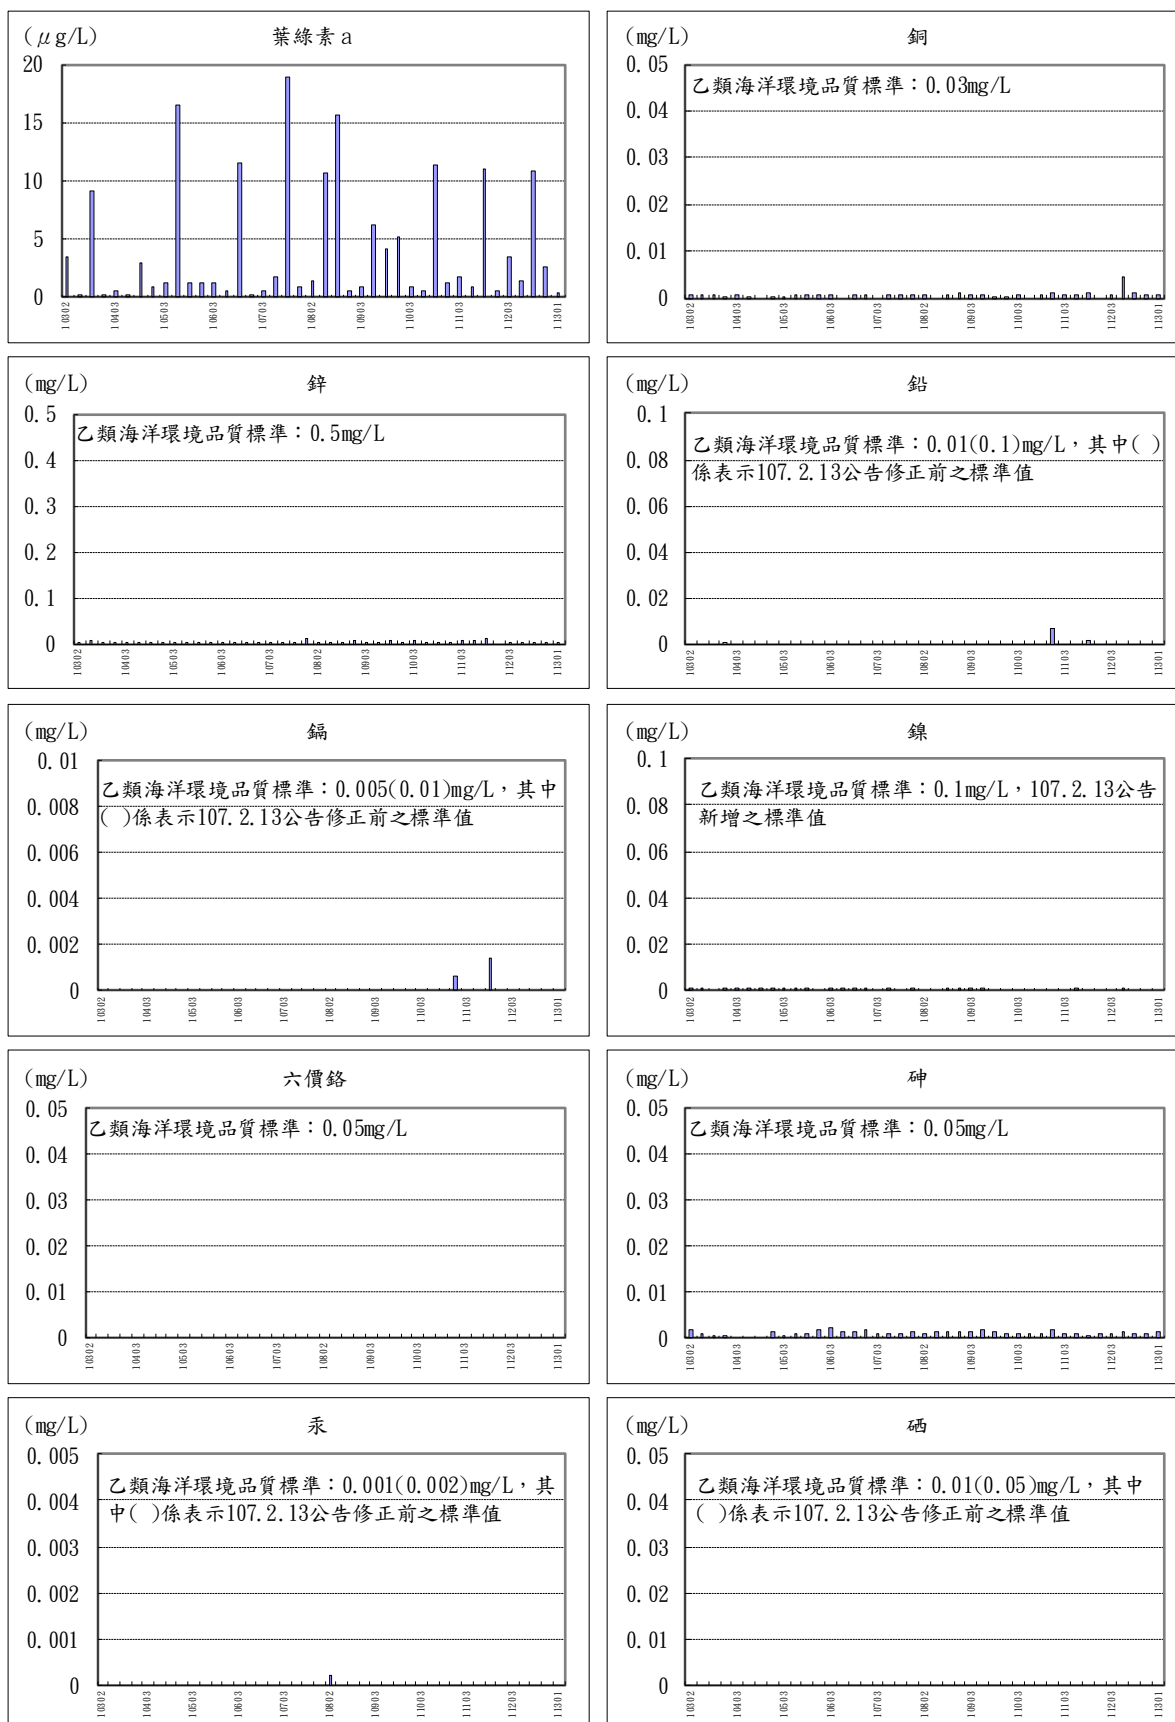 (μg/L) 葉綠素a
20
15
10
5
0
10302 10403 10503 10603 10703 10802 10903 11003 11103 11203 11301
(mg/L) 銅
0.05
乙類海洋環境品質標準：0.03mg/L
0.04
0.03
0.02
0.01
0
10302 10403 10503 10603 10703 10802 10903 11003 11103 11203 11301
(mg/L) 鋅
0.5
乙類海洋環境品質標準：0.5mg/L
0.4
0.3
0.2
0.1
0
10302 10403 10503 10603 10703 10802 10903 11003 11103 11203 11301
(mg/L) 鉛
0.1
乙類海洋環境品質標準：0.01(0.1)mg/L，其中( )
係表示107.2.13公告修正前之標準值
0.08
0.06
0.04
0.02
0
10302 10403 10503 10603 10703 10802 10903 11003 11103 11203 11301
(mg/L) 鎘
0.01
乙類海洋環境品質標準：0.005(0.01)mg/L，其中
( )係表示107.2.13公告修正前之標準值
0.008
0.006
0.004
0.002
0
10302 10403 10503 10603 10703 10802 10903 11003 11103 11203 11301
(mg/L) 鎳
0.1
乙類海洋環境品質標準：0.1mg/L，107.2.13公告
新增之標準值
0.08
0.06
0.04
0.02
0
10302 10403 10503 10603 10703 10802 10903 11003 11103 11203 11301
(mg/L) 六價鉻
0.05
乙類海洋環境品質標準：0.05mg/L
0.04
0.03
0.02
0.01
0
10302 10403 10503 10603 10703 10802 10903 11003 11103 11203 11301
(mg/L) 砷
0.05
乙類海洋環境品質標準：0.05mg/L
0.04
0.03
0.02
0.01
0
10302 10403 10503 10603 10703 10802 10903 11003 11103 11203 11301
(mg/L) 汞
0.005
乙類海洋環境品質標準：0.001(0.002)mg/L，其
中( )係表示107.2.13公告修正前之標準值
0.004
0.003
0.002
0.001
0
10302 10403 10503 10603 10703 10802 10903 11003 11103 11203 11301
(mg/L) 硒
0.05
乙類海洋環境品質標準：0.01(0.05)mg/L，其中
( )係表示107.2.13公告修正前之標準值
0.04
0.03
0.02
0.01
0
10302 10403 10503 10603 10703 10802 10903 11003 11103 11203 11301